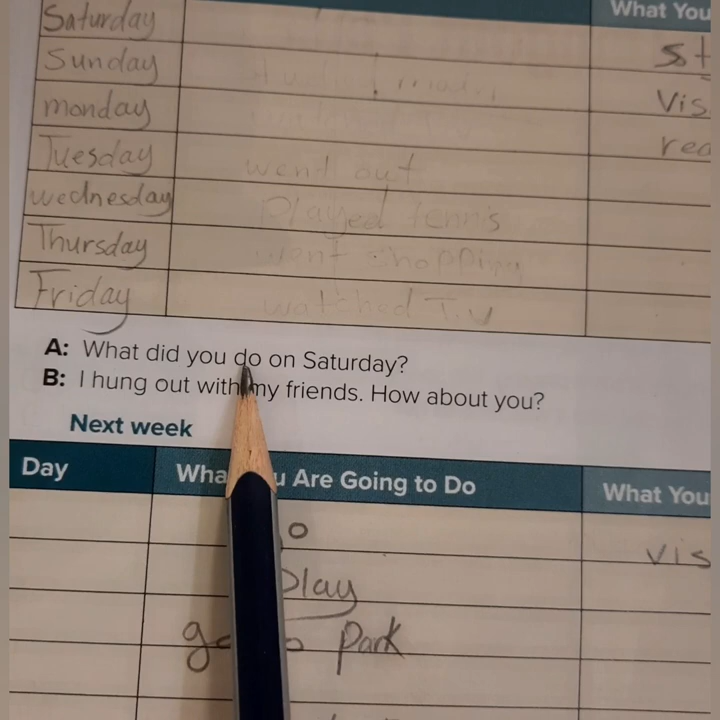 What You
Saturday
Sunday st
monday Vis
Tuesday went out rea
wednesday Played tennis
Thursday went shopping
Friday watched T.V
A: What did you do on Saturday?
B: I hung out with my friends. How about you?
Next week
Day Wha u Are Going to Do What You
o vis
play
go Park